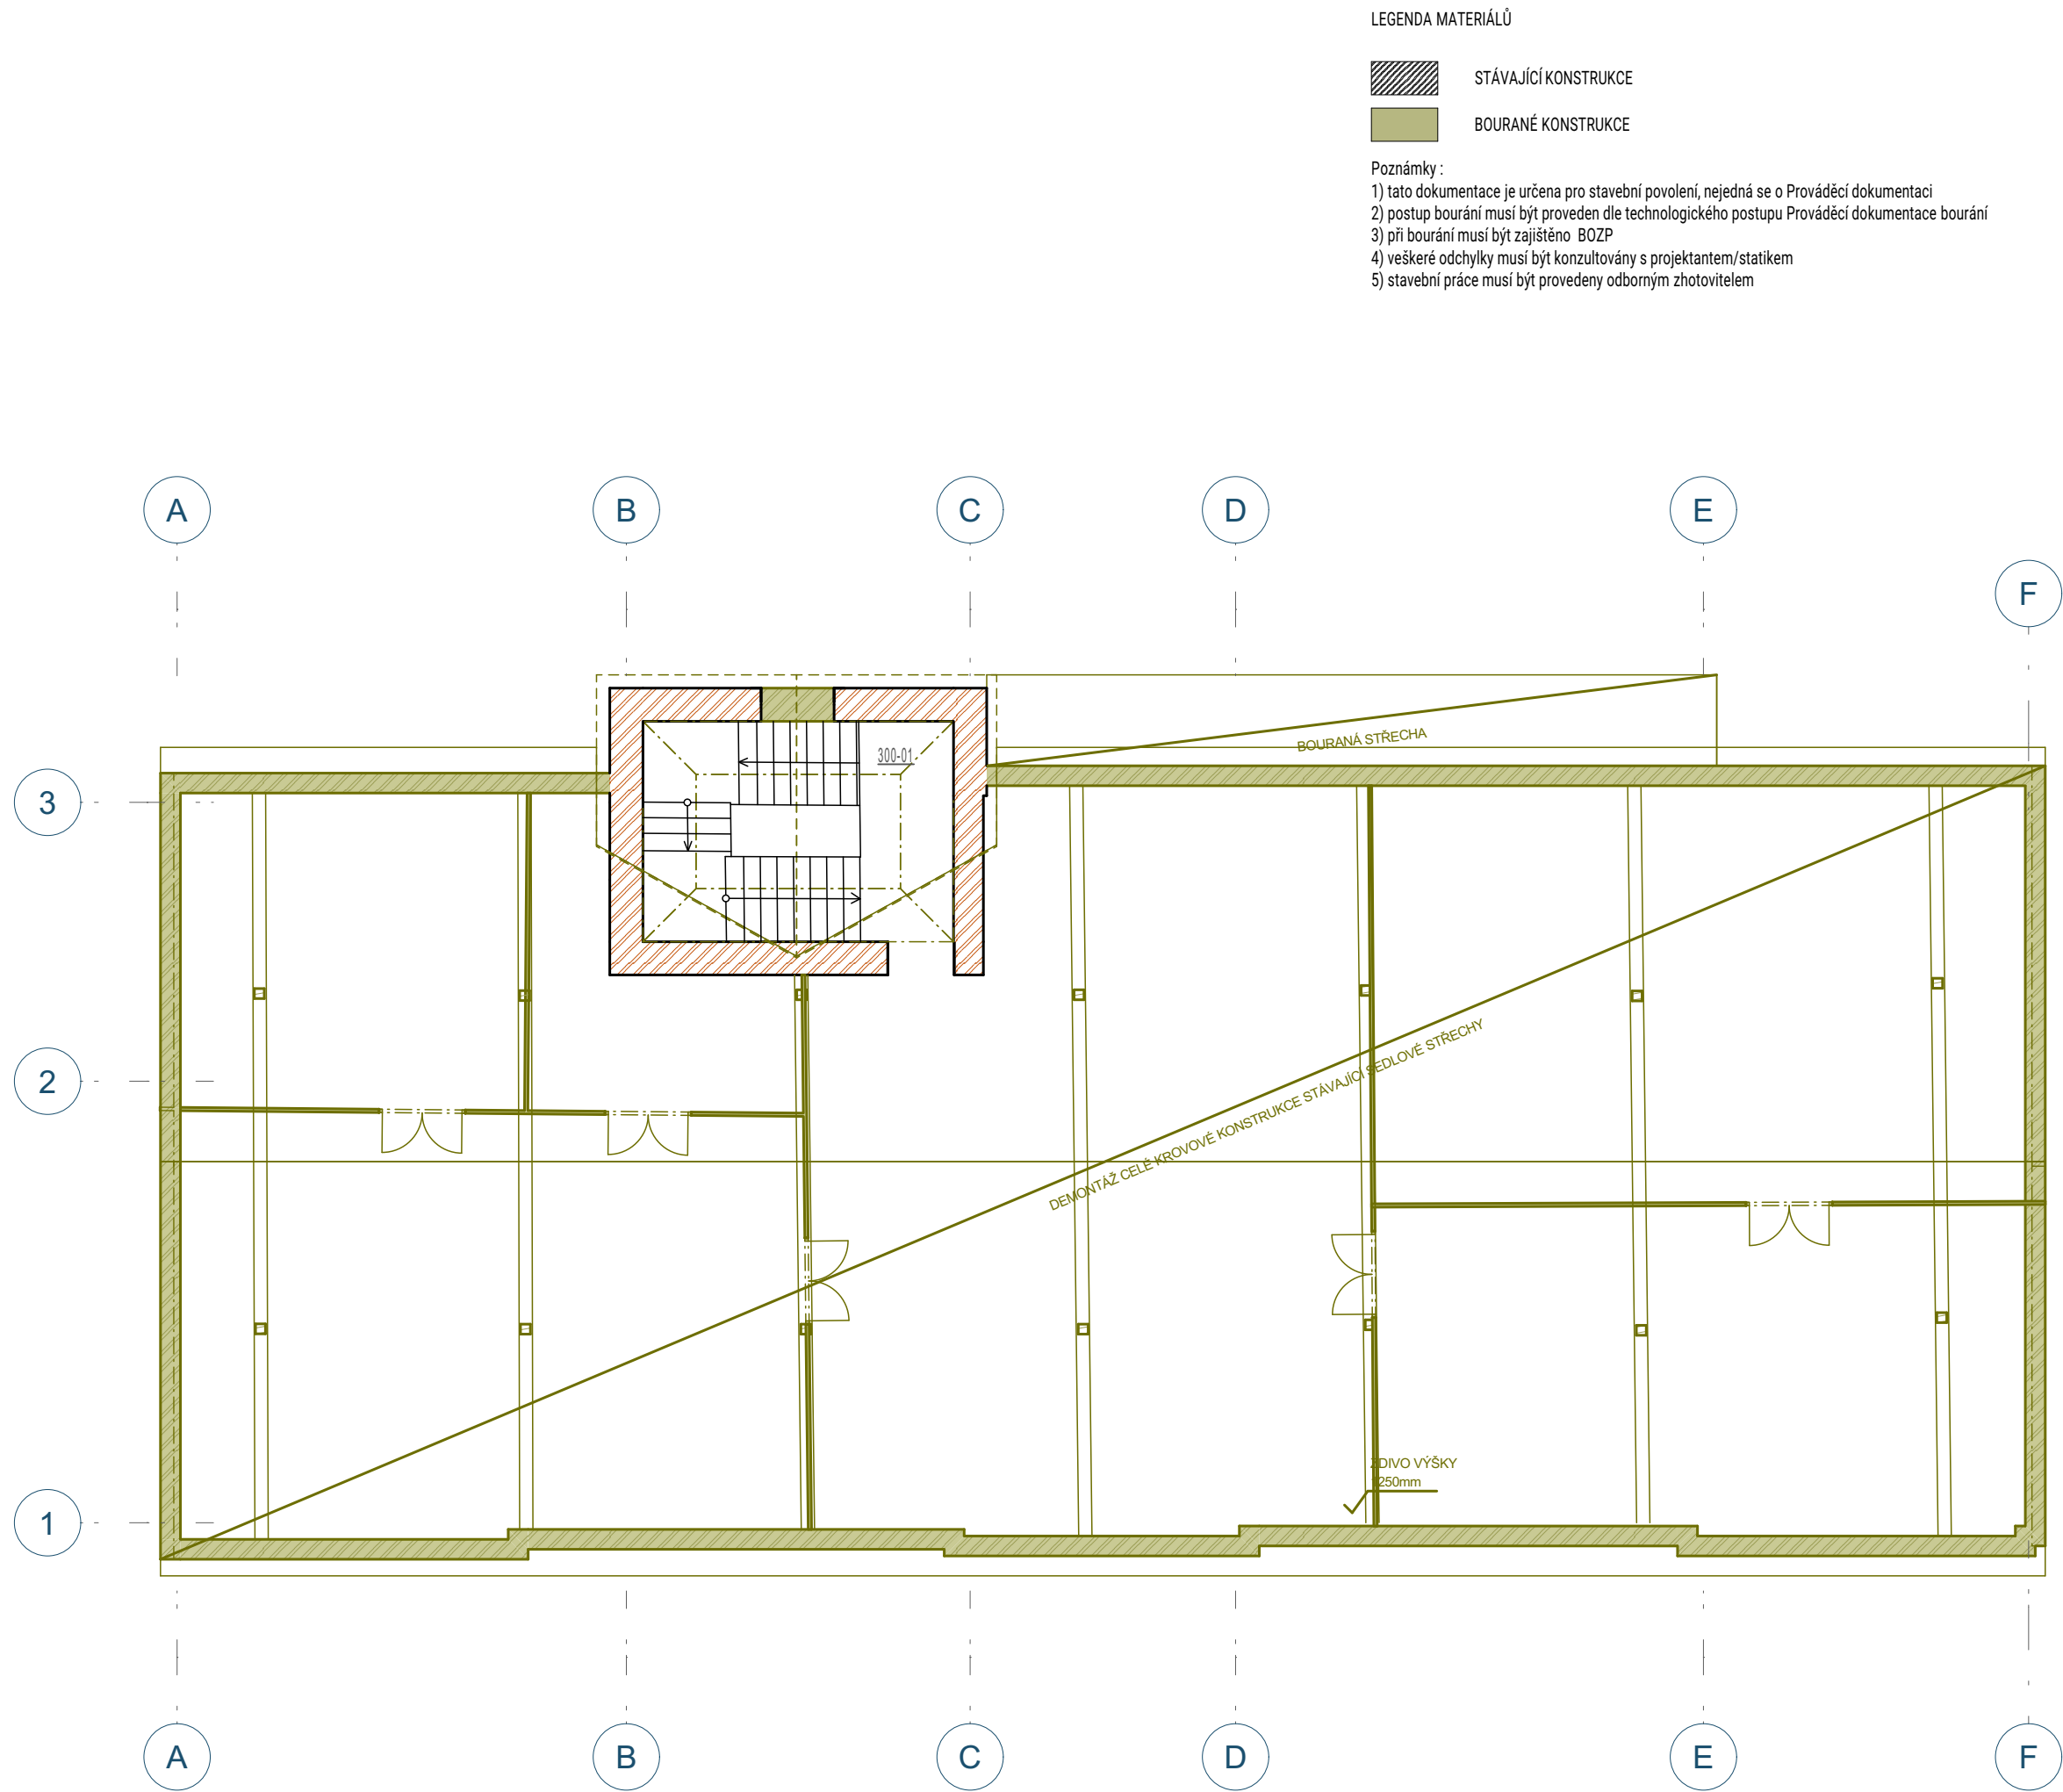 LEGENDA MATERIÁLŮ
STÁVAJÍCÍ KONSTRUKCE
BOURANÉ KONSTRUKCE
Poznámky :
1) tato dokumentace je určena pro stavební povolení, nejedná se o Prováděcí dokumentaci
2) postup bourání musí být proveden dle technologického postupu Prováděcí dokumentace bourání
3) při bourání musí být zajištěno BOZP
4) veškeré odchylky musí být konzultovány s projektantem/statikem
5) stavební práce musí být provedeny odborným zhotovitelem
A
B
C
D
E
F
300-01
BOURANÁ STŘECHA
3
2
DEMONTÁŽ CELÉ KROVOVÉ KONSTRUKCE STÁVAJÍCÍ SEDLOVÉ STŘECHY
ZDIVO VÝŠKY
1
A
B
C
D
E
F